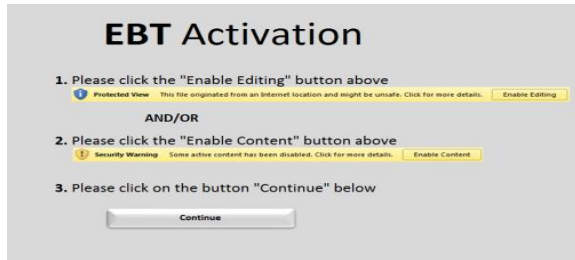 EBT Activation
1. Please click the "Enable Editing" button above
Protected View This file originated from an Internet location and might be unsafe. Click for more details. Enable Editing
AND/OR
2. Please click the "Enable Content" button above
Security Warning Some active content has been disabled. Click for more details. Enable Content
3. Please click on the button "Continue" below
Continue